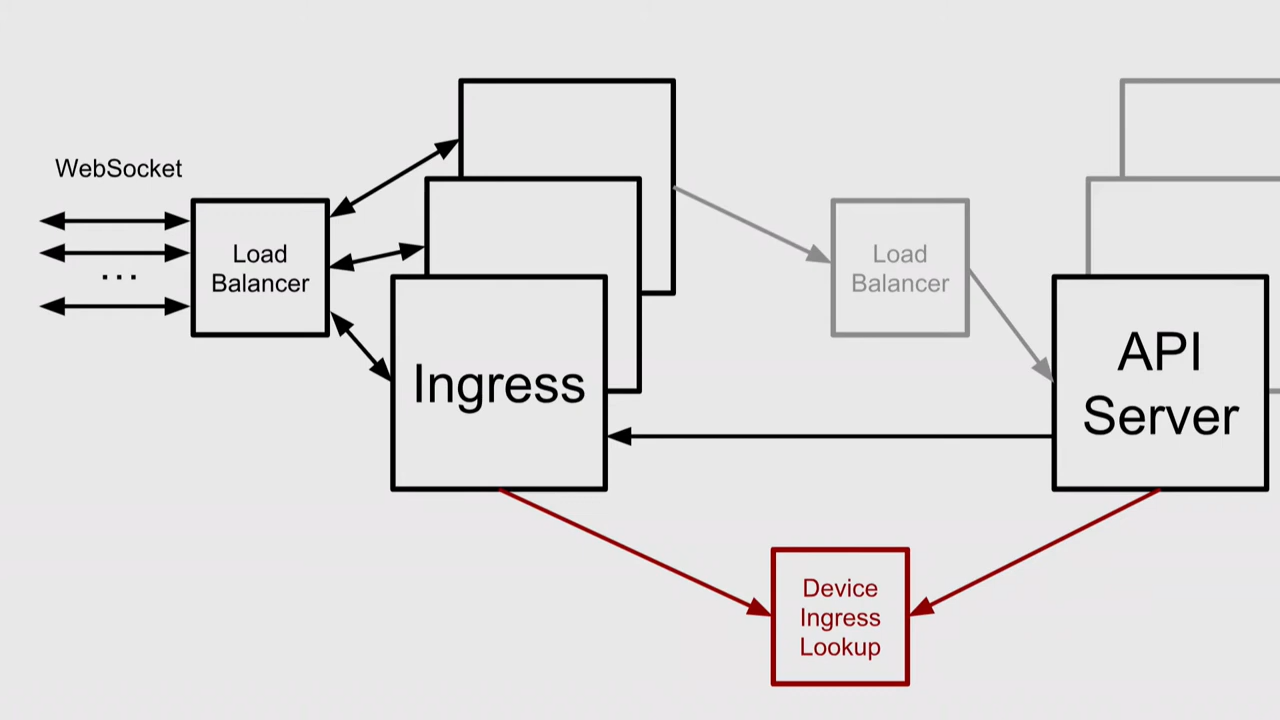 WebSocket
...
Load
Balancer
Ingress
Load
Balancer
API
Server
Device
Ingress
Lookup